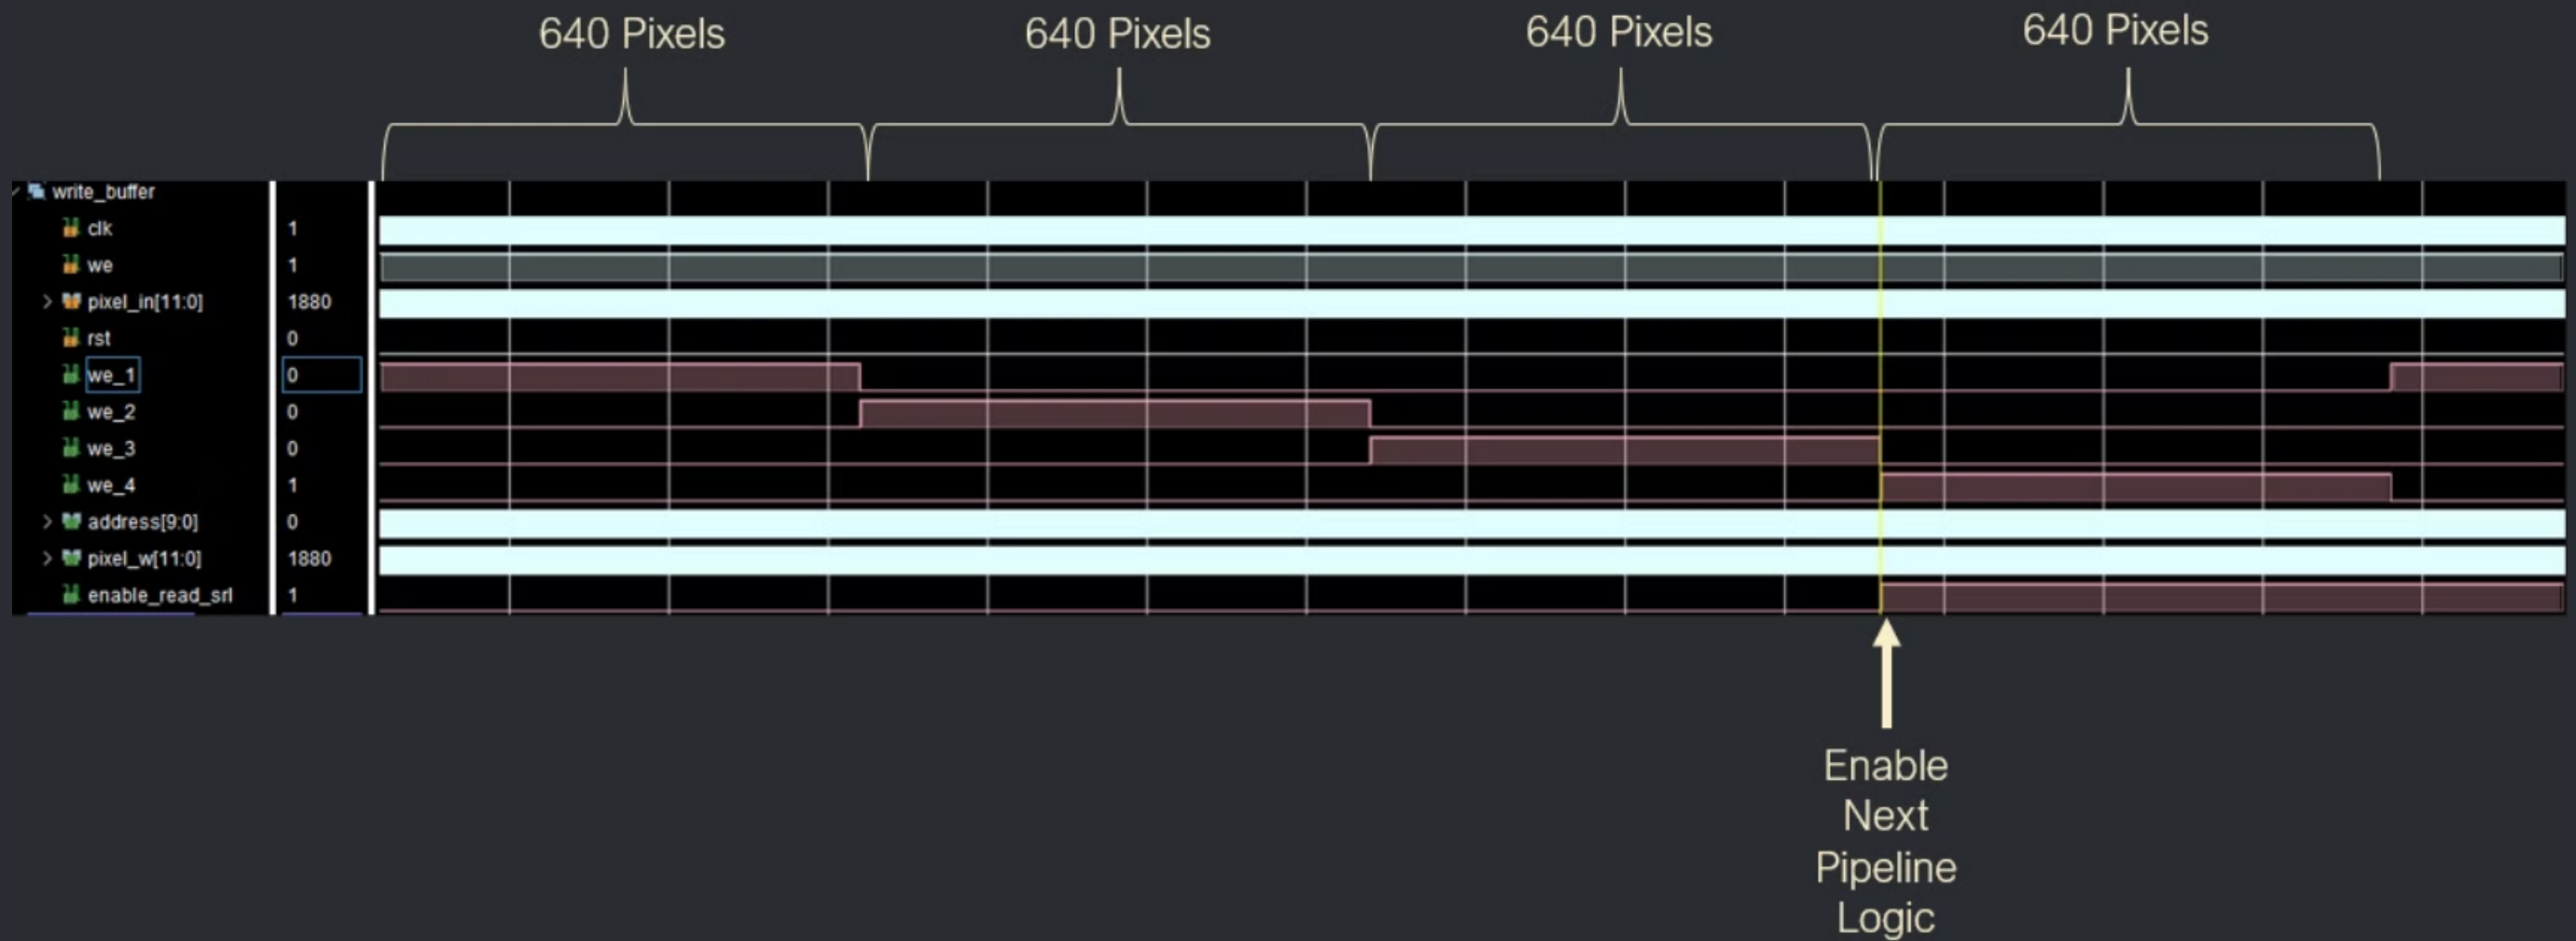 640 Pixels 640 Pixels 640 Pixels 640 Pixels
write_buffer
clk 1
we 1
pixel_in[11:0] 1880
rst 0
we_1 0
we_2 0
we_3 0
we_4 1
address[9:0] 0
pixel_w[11:0] 1880
enable_read_srl 1
Enable
Next
Pipeline
Logic